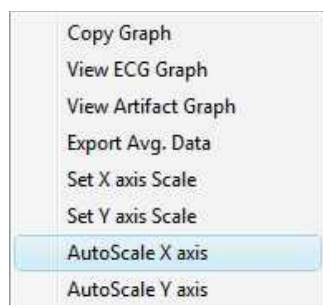 Copy Graph
View ECG Graph
View Artifact Graph
Export Avg. Data
Set X axis Scale
Set Y axis Scale
AutoScale X axis
AutoScale Y axis